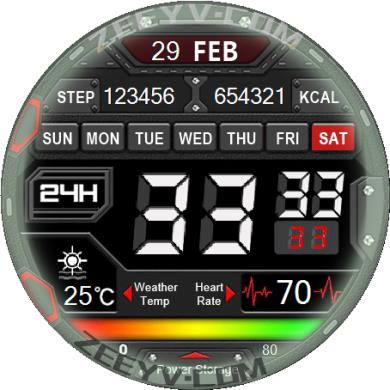 ZEEYV-COM
29 FEB
STEP 123456 654321 KCAL
SUN MON TUE WED THU FRI SAT
24H 33 33
33
25°C Weather Temp Heart Rate 70
0 80
Power Storage
ZEEYV-COM